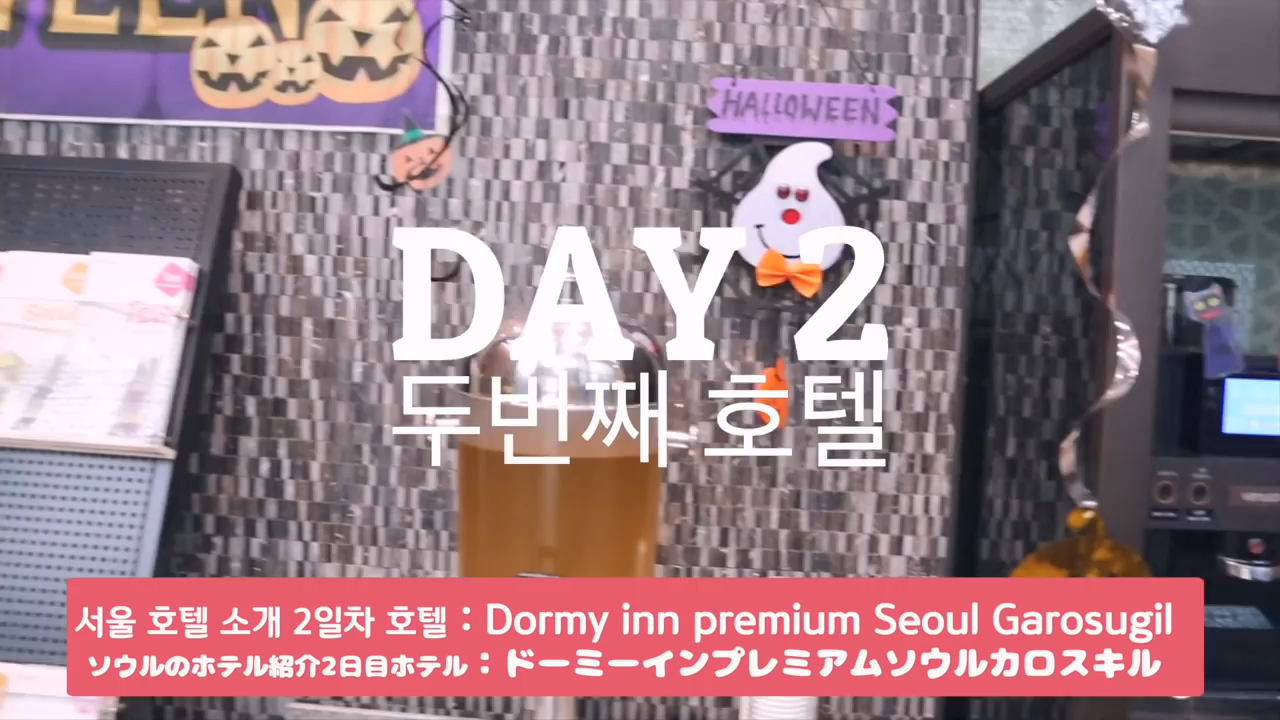 HALLOWEEN
DAY 2
두번째 호텔
서울 호텔 소개 2일차 호텔 : Dormy inn premium Seoul Garosugil
ソウルのホテル紹介2日目ホテル : ドーミーインプレミアムソウルカロスキル